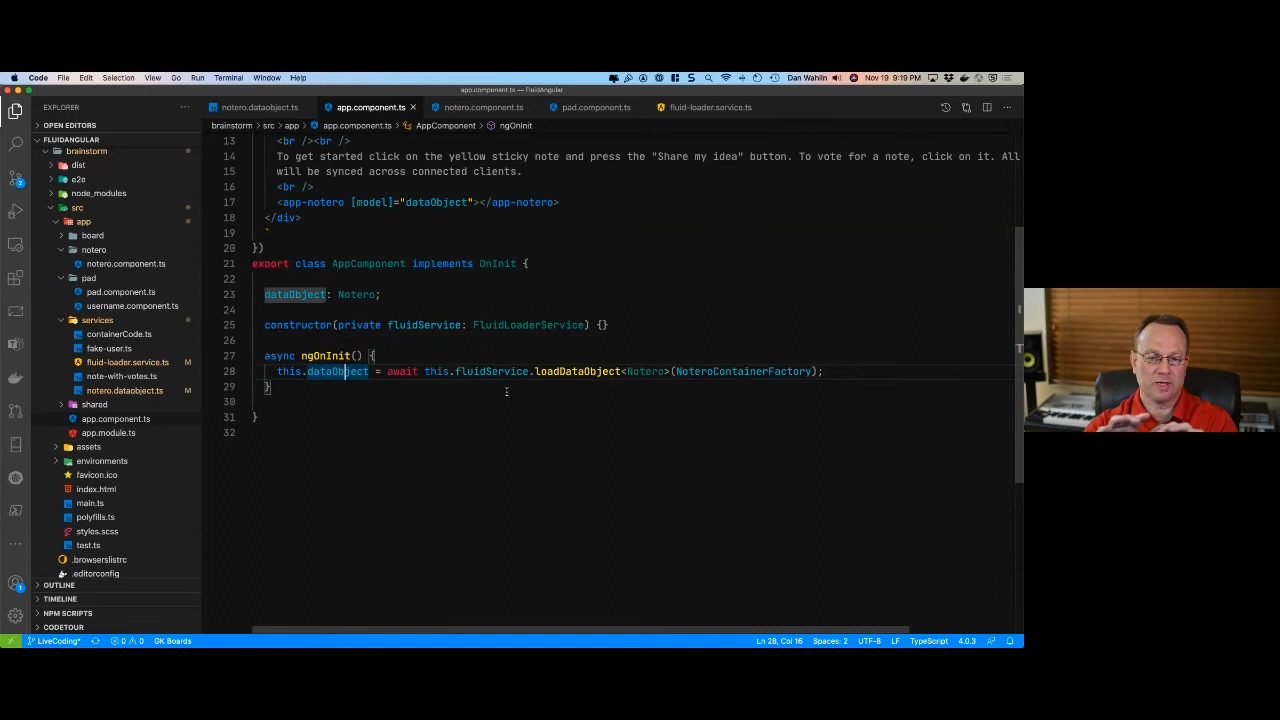 Code File Edit Selection View Go Run Terminal Window Help Dan Wahlin Nov 19 9:19 PM
app.component.ts — FluidAngular
EXPLORER
OPEN EDITORS
FLUIDANGULAR
brainstorm
dist
e2e
node_modules
src
app
board
notero
notero.component.ts
pad
pad.component.ts
username.component.ts
services
containerCode.ts
fake-user.ts
fluid-loader.service.ts M
note-with-votes.ts
notero.dataobject.ts M
shared
app.component.ts
app.module.ts
assets
environments
favicon.ico
index.html
main.ts
polyfills.ts
styles.scss
test.ts
.browserslistrc
.editorconfig
OUTLINE
TIMELINE
NPM SCRIPTS
CODETOUR
2
1
notero.dataobject.ts app.component.ts notero.component.ts pad.component.ts fluid-loader.service.ts
brainstorm > src > app > app.component.ts > AppComponent > ngOnInit
13 <br /><br />
14 To get started click on the yellow sticky note and press the "Share my idea" button. To vote for a note, click on it. All
15 will be synced across connected clients.
16 <br />
17 <app-notero [model]="dataObject"></app-notero>
18 </div>
19 `
20 })
21 export class AppComponent implements OnInit {
22
23 dataObject: Notero;
24
25 constructor(private fluidService: FluidLoaderService) {}
26
27 async ngOnInit() {
28 this.dataObject = await this.fluidService.loadDataObject<Notero>(NoteroContainerFactory);
29 }
30
31 }
32
LiveCoding* 0 0 GK Boards Ln 28, Col 16 Spaces: 2 UTF-8 LF TypeScript 4.0.3